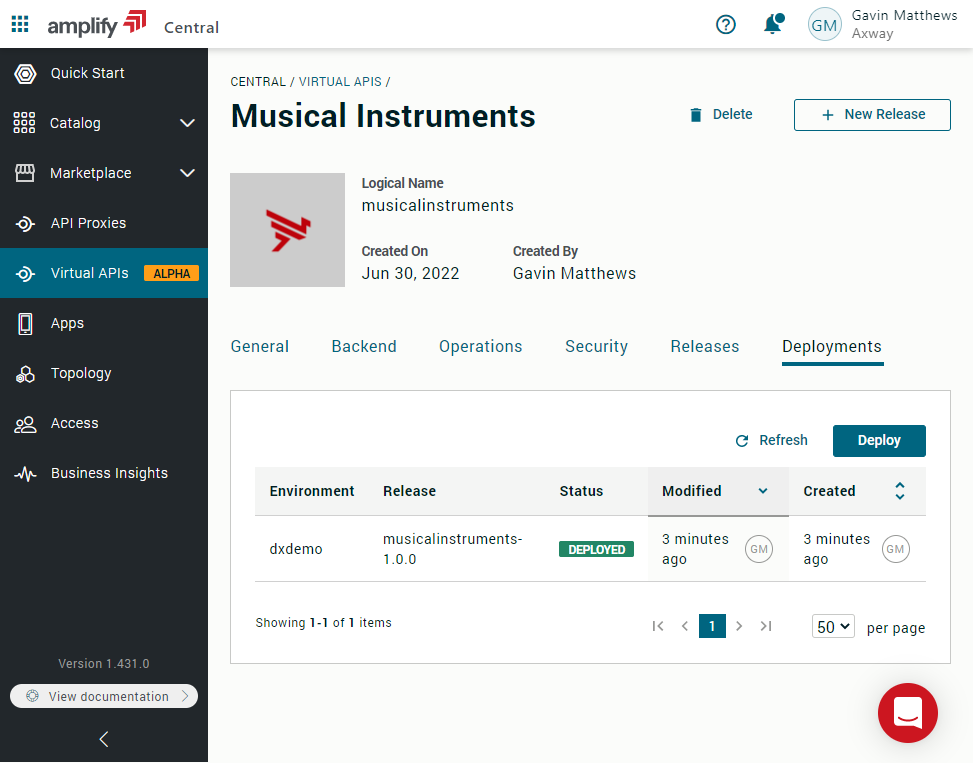 amplify Central
GM
Gavin Matthews
Axway
Quick Start
Catalog
Marketplace
API Proxies
Virtual APIs ALPHA
Apps
Topology
Access
Business Insights
Version 1.431.0
View documentation
CENTRAL / VIRTUAL APIS /
Musical Instruments
Delete
+ New Release
Logical Name
musicalinstruments
Created On Created By
Jun 30, 2022 Gavin Matthews
General Backend Operations Security Releases Deployments
Refresh Deploy
Environment Release Status Modified Created
dxdemo musicalinstruments-1.0.0 DEPLOYED 3 minutes ago GM 3 minutes ago GM
Showing 1-1 of 1 items
1
50 per page